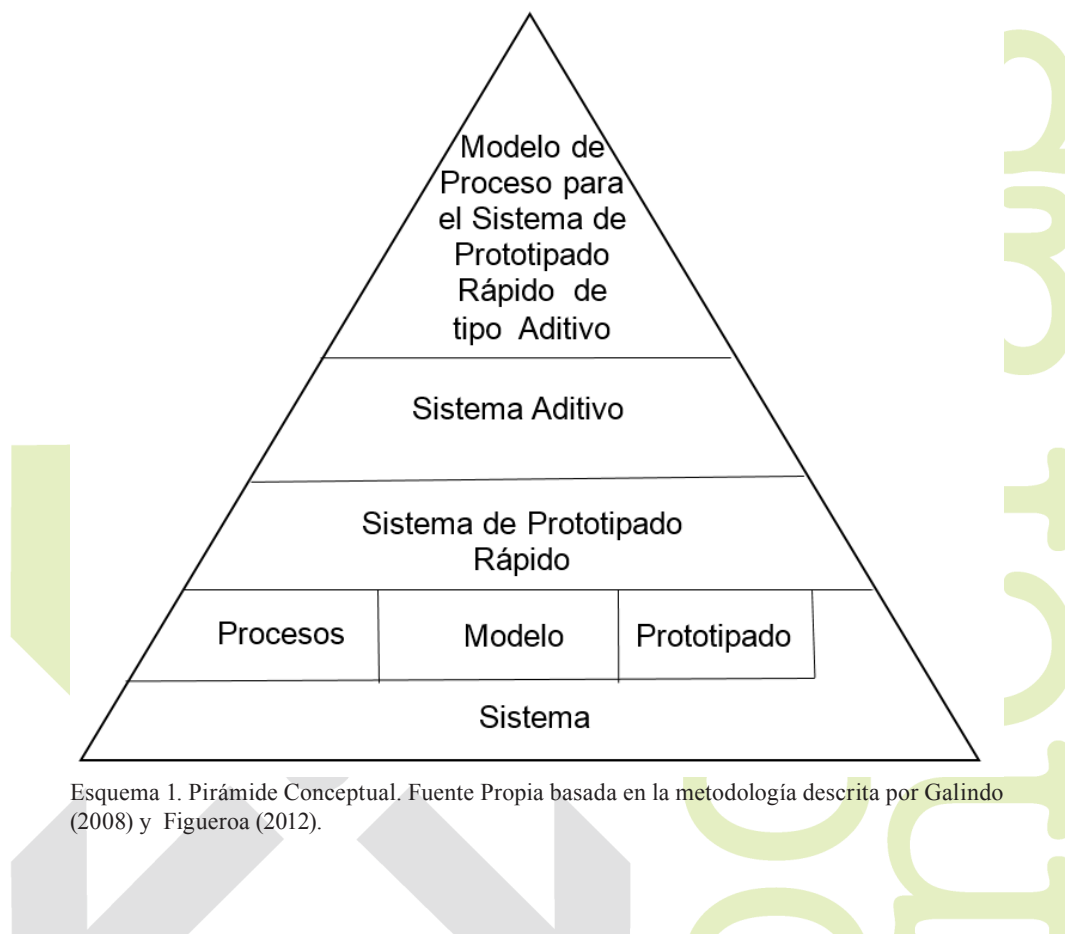 Modelo de
Proceso para
el Sistema de
Prototipado
Rápido de
tipo Aditivo
Sistema Aditivo
Sistema de Prototipado
Rápido
Procesos Modelo Prototipado
Sistema
Esquema 1. Pirámide Conceptual. Fuente Propia basada en la metodología descrita por Galindo
(2008) y Figueroa (2012).